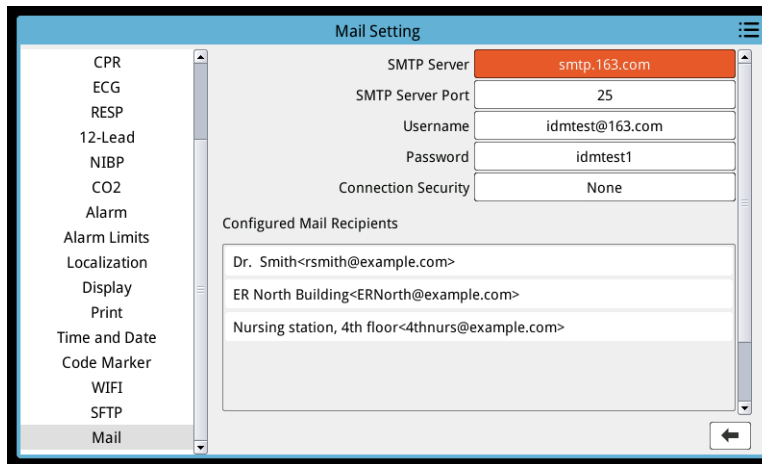 Mail Setting
CPR
ECG
RESP
12-Lead
NIBP
CO2
Alarm
Alarm Limits
Localization
Display
Print
Time and Date
Code Marker
WIFI
SFTP
Mail
SMTP Server smtp.163.com
SMTP Server Port 25
Username idmtest@163.com
Password idmtest1
Connection Security None
Configured Mail Recipients
Dr. Smith<rsmith@example.com>
ER North Building<ERNorth@example.com>
Nursing station, 4th floor<4thnurs@example.com>